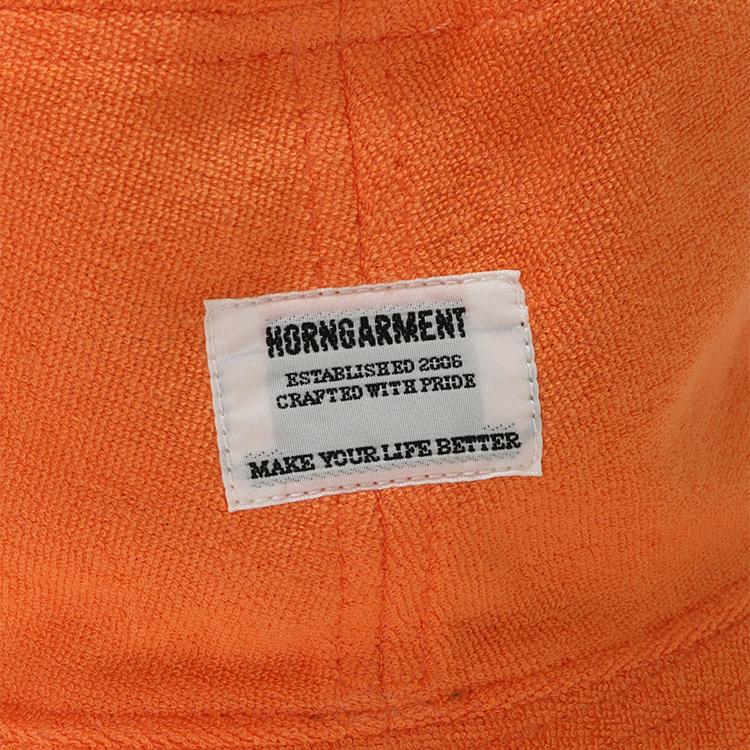 HORNGARMENT
ESTABLISHED 2006
CRAFTED WITH PRIDE
MAKE YOUR LIFE BETTER